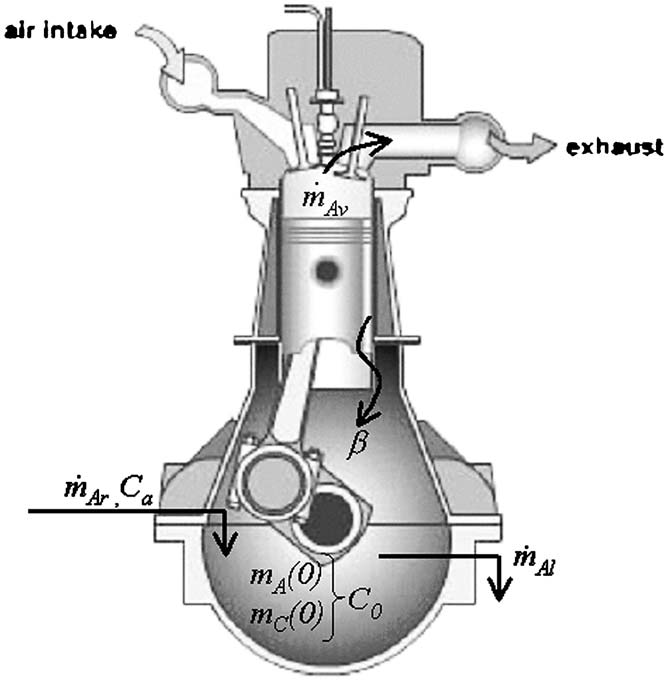 air intake
exhaust
ṁAv
β
ṁAr , Ca
ṁAl
mA(0)
mC(0)
C0